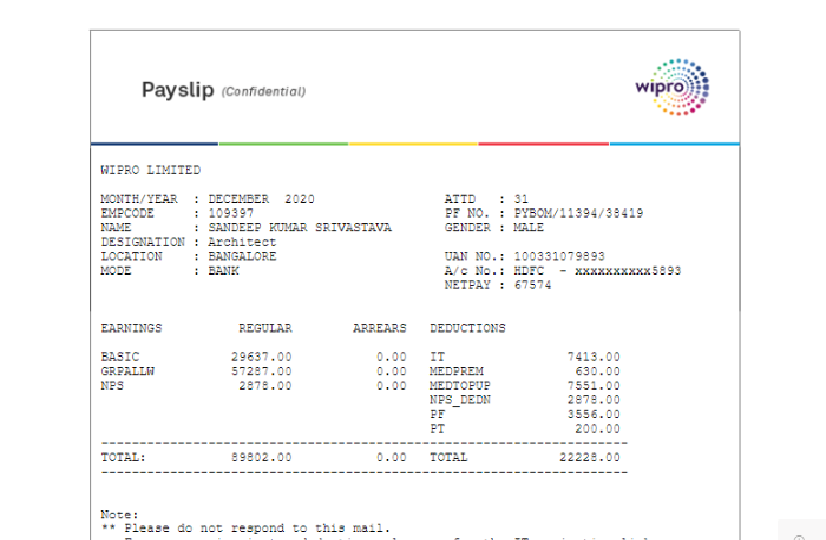 Payslip (Confidential)
wipro
WIPRO LIMITED
MONTH/YEAR : DECEMBER 2020 ATTD : 31
EMPCODE : 109397 PF NO. : PYBOM/11394/38419
NAME : SANDEEP KUMAR SRIVASTAVA GENDER : MALE
DESIGNATION : Architect
LOCATION : BANGALORE UAN NO.: 100331079893
MODE : BANK A/c No.: HDFC - xxxxxxxxxx5893
NETPAY : 67574
EARNINGS REGULAR ARREARS DEDUCTIONS
BASIC 29637.00 0.00 IT 7413.00
GRPALLW 57287.00 0.00 MEDPREM 630.00
NPS 2878.00 0.00 MEDTOPUP 7551.00
NPS_DEDN 2878.00
PF 3556.00
PT 200.00
TOTAL: 89802.00 0.00 TOTAL 22228.00
Note:
** Please do not respond to this mail.